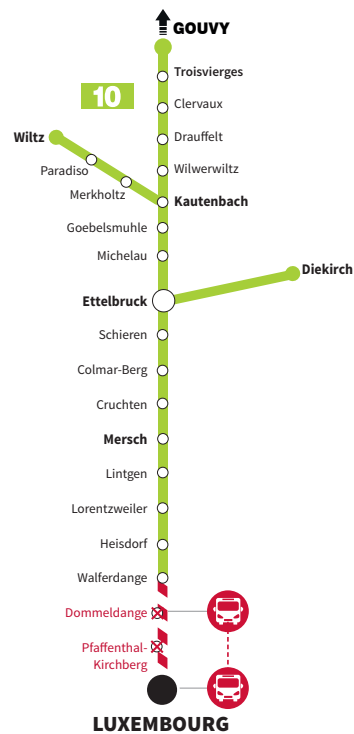 GOUVY
Troisvierges
10
Clervaux
Wiltz
Drauffelt
Paradiso
Wilwerwiltz
Merkholtz
Kautenbach
Goebelsmuhle
Michelau
Diekirch
Ettelbruck
Schieren
Colmar-Berg
Cruchten
Mersch
Lintgen
Lorentzweiler
Heisdorf
Walferdange
Dommeldange
Pfaffenthal-
Kirchberg
LUXEMBOURG